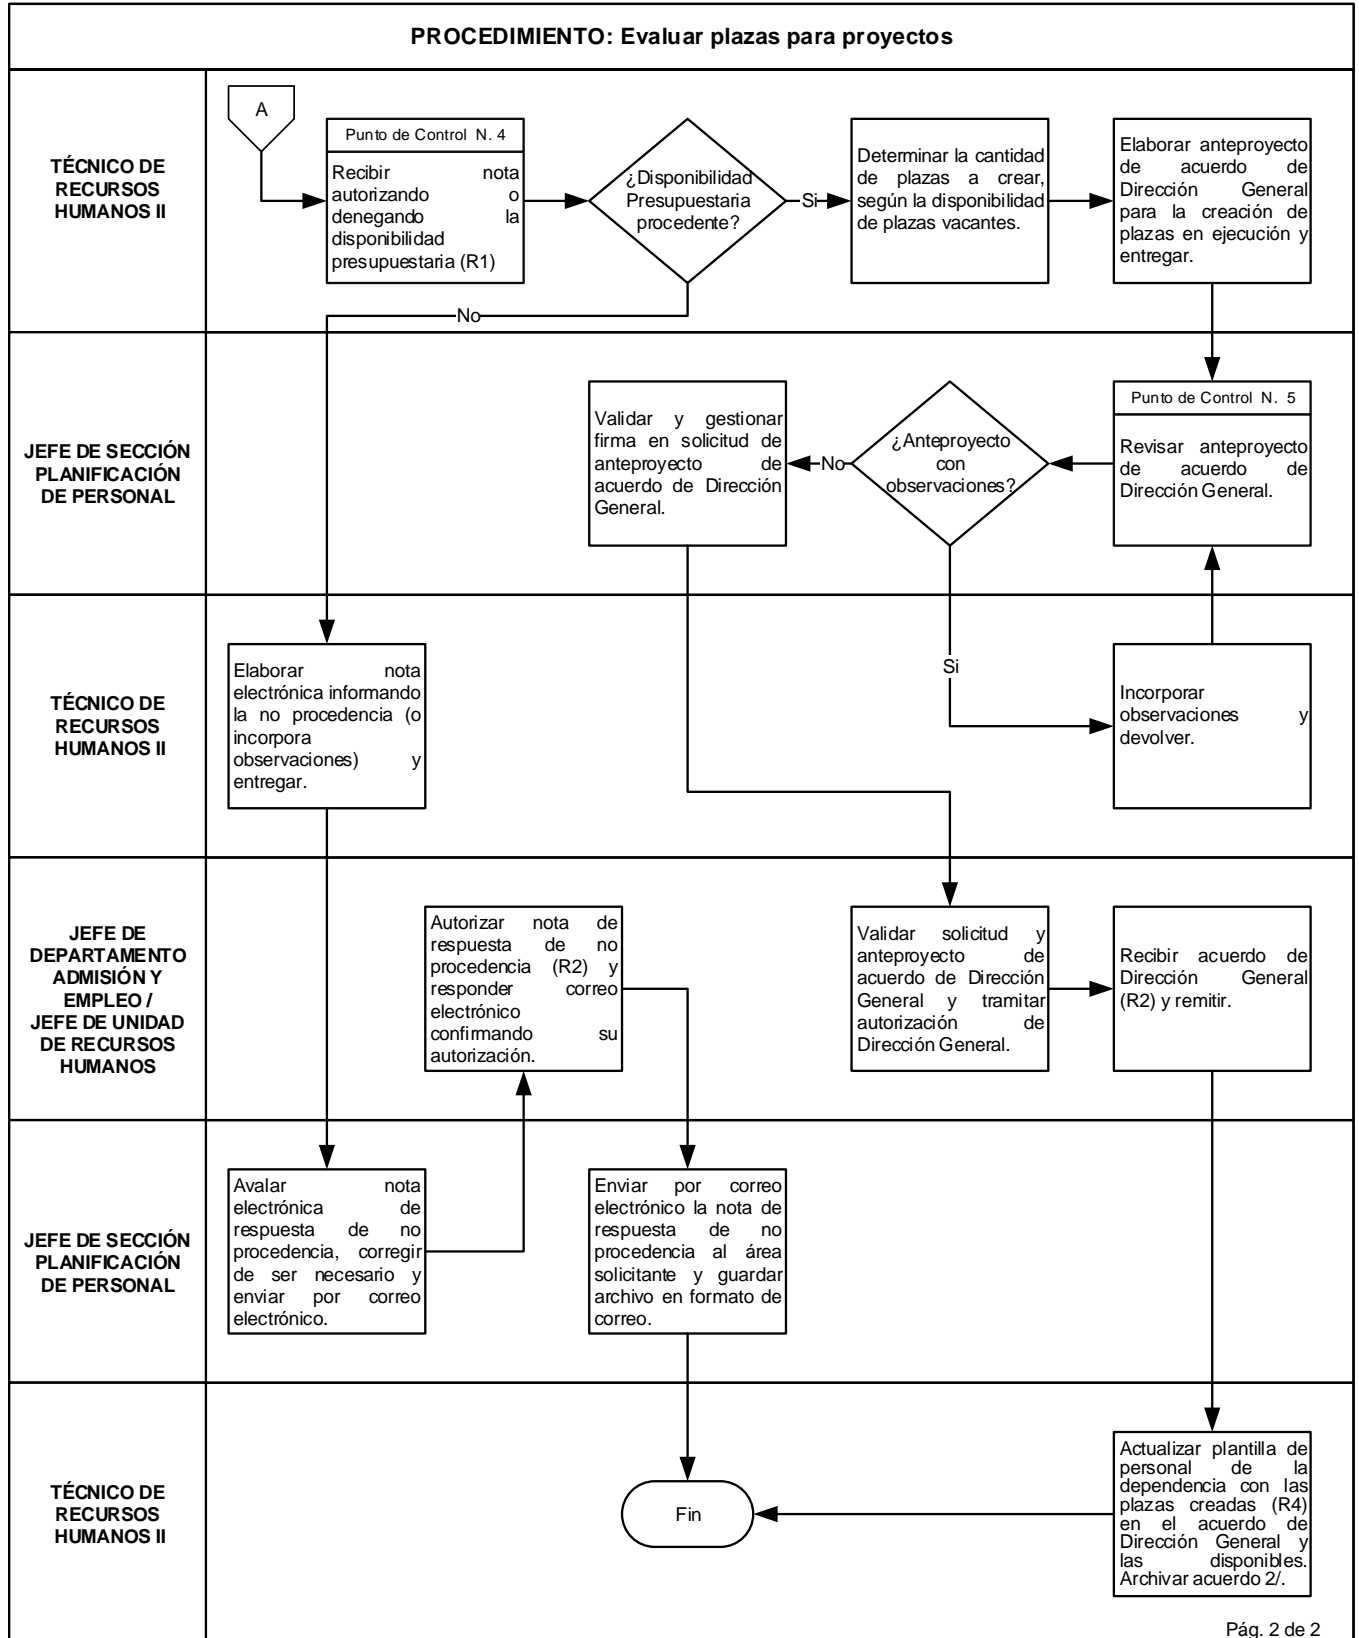 PROCEDIMIENTO: Evaluar plazas para proyectos
TÉCNICO DE
RECURSOS
HUMANOS II
A
Punto de Control N. 4
Recibir nota
autorizando o
denegando la
disponibilidad
presupuestaria (R1)
¿Disponibilidad
Presupuestaria
procedente?
Si
Determinar la cantidad
de plazas a crear,
según la disponibilidad
de plazas vacantes.
Elaborar anteproyecto
de acuerdo de
Dirección General
para la creación de
plazas en ejecución y
entregar.
No
JEFE DE SECCIÓN
PLANIFICACIÓN
DE PERSONAL
Validar y gestionar
firma en solicitud de
anteproyecto de
acuerdo de Dirección
General.
No
¿Anteproyecto
con
observaciones?
Punto de Control N. 5
Revisar anteproyecto
de acuerdo de
Dirección General.
TÉCNICO DE
RECURSOS
HUMANOS II
Elaborar nota
electrónica informando
la no procedencia (o
incorpora
observaciones) y
entregar.
Si
Incorporar
observaciones y
devolver.
JEFE DE
DEPARTAMENTO
ADMISIÓN Y
EMPLEO /
JEFE DE UNIDAD
DE RECURSOS
HUMANOS
Autorizar nota de
respuesta de no
procedencia (R2) y
responder correo
electrónico
confirmando su
autorización.
Validar solicitud y
anteproyecto de
acuerdo de Dirección
General y tramitar
autorización de
Dirección General.
Recibir acuerdo de
Dirección General
(R2) y remitir.
JEFE DE SECCIÓN
PLANIFICACIÓN
DE PERSONAL
Avalar nota
electrónica de
respuesta de no
procedencia, corregir
de ser necesario y
enviar por correo
electrónico.
Enviar por correo
electrónico la nota de
respuesta de no
procedencia al área
solicitante y guardar
archivo en formato de
correo.
TÉCNICO DE
RECURSOS
HUMANOS II
Fin
Actualizar plantilla de
personal de la
dependencia con las
plazas creadas (R4)
en el acuerdo de
Dirección General y
las disponibles.
Archivar acuerdo 2/.
Pág. 2 de 2